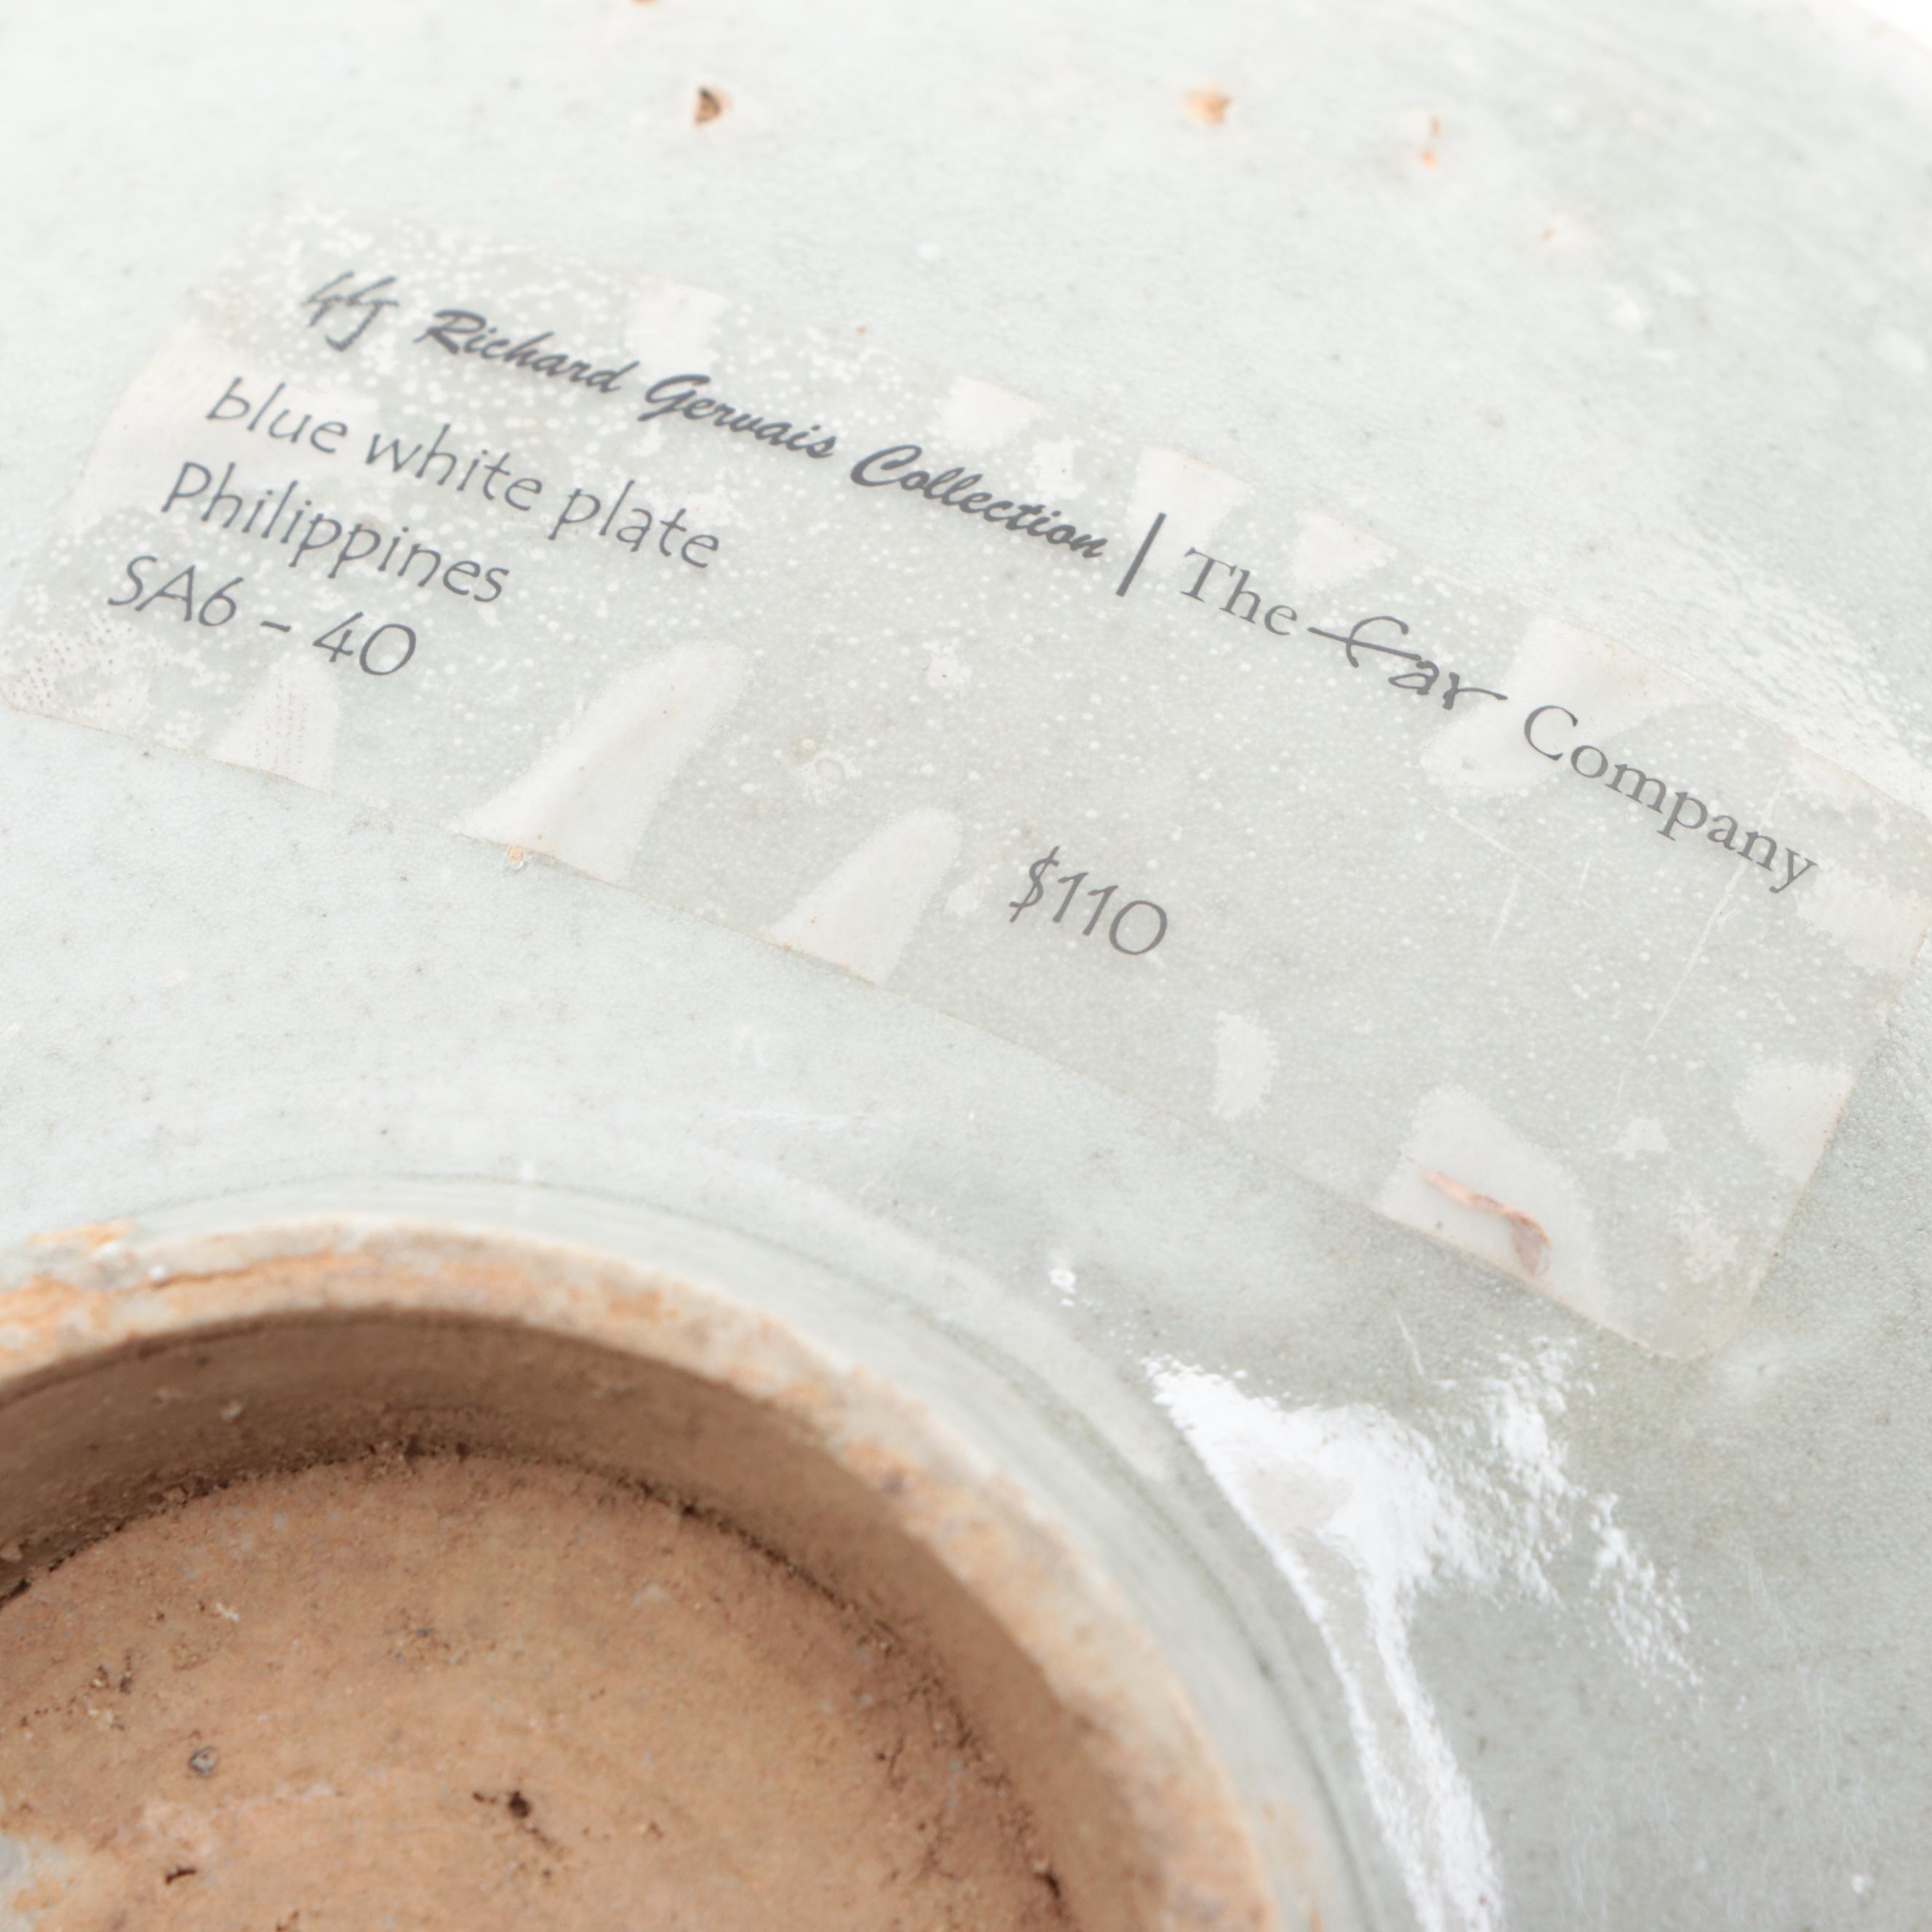 Richard Gervais Collection | The Far Company
blue white plate
Philippines
SA6 - 40
$110